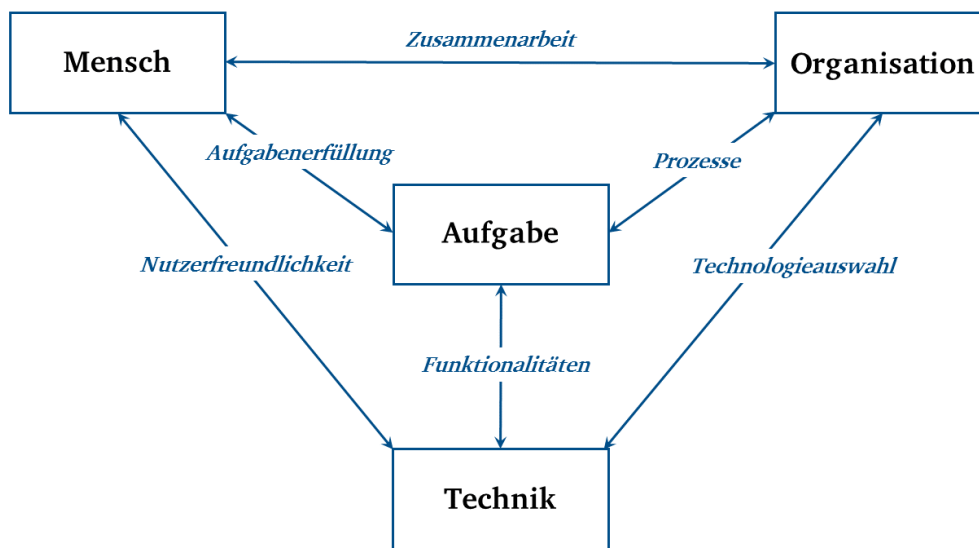 Zusammenarbeit
Mensch
Organisation
Aufgabenerfüllung
Prozesse
Aufgabe
Nutzerfreundlichkeit
Technologieauswahl
Funktionalitäten
Technik